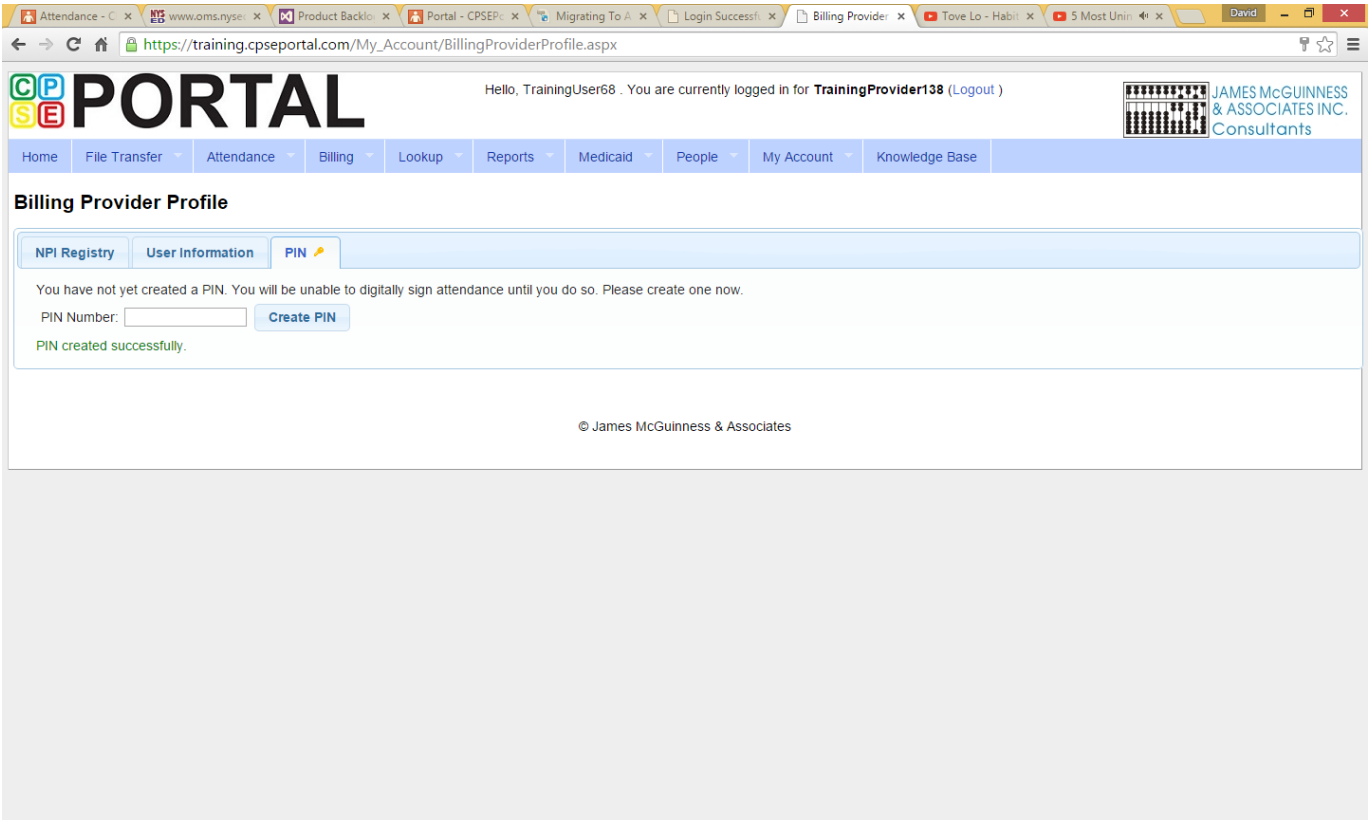 Attendance - C
NYS ED www.oms.nysec
Product Backlo
Portal - CPSEPo
Migrating To A
Login Successfu
Billing Provider
Tove Lo - Habit
5 Most Unin
David
https://training.cpseportal.com/My_Account/BillingProviderProfile.aspx
CPSE PORTAL
Hello, TrainingUser68 . You are currently logged in for TrainingProvider138 (Logout )
JAMES McGUINNESS
& ASSOCIATES INC.
Consultants
Home File Transfer Attendance Billing Lookup Reports Medicaid People My Account Knowledge Base
Billing Provider Profile
NPI Registry User Information PIN
You have not yet created a PIN. You will be unable to digitally sign attendance until you do so. Please create one now.
PIN Number: Create PIN
PIN created successfully.
© James McGuinness & Associates